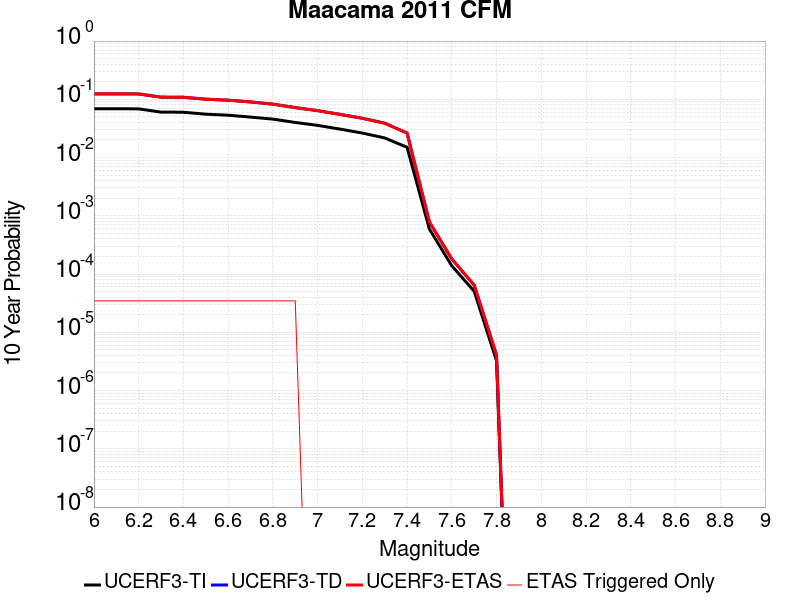 Maacama 2011 CFM
10 Year Probability
10^0
10^-1
10^-2
10^-3
10^-4
10^-5
10^-6
10^-7
10^-8
6 6.2 6.4 6.6 6.8 7 7.2 7.4 7.6 7.8 8 8.2 8.4 8.6 8.8 9
Magnitude
UCERF3-TI UCERF3-TD UCERF3-ETAS ETAS Triggered Only